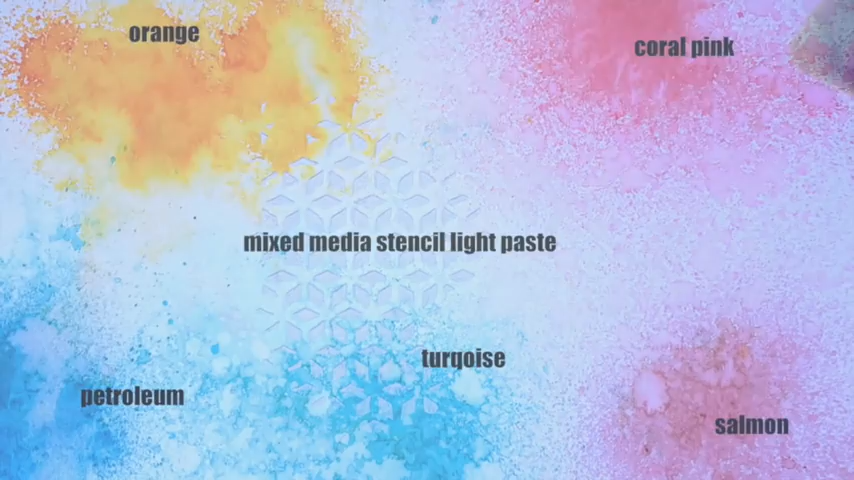 orange
coral pink
mixed media stencil light paste
turqoise
petroleum
salmon